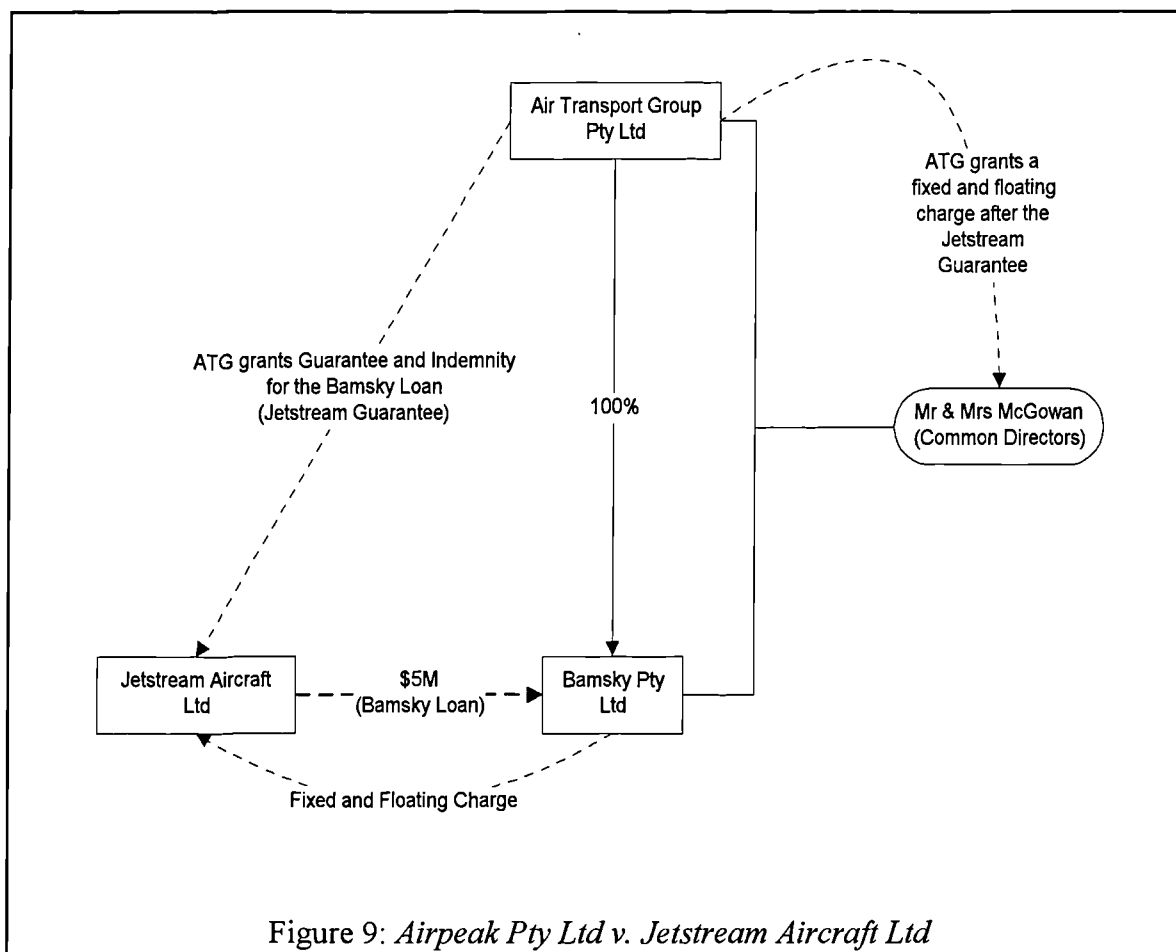 Air Transport Group
Pty Ltd
ATG grants a
fixed and floating
charge after the
Jetstream
Guarantee
ATG grants Guarantee and Indemnity
for the Bamsky Loan
(Jetstream Guarantee)
100%
Mr & Mrs McGowan
(Common Directors)
Jetstream Aircraft
Ltd
$5M
(Bamsky Loan)
Bamsky Pty
Ltd
Fixed and Floating Charge
Figure 9: Airpeak Pty Ltd v. Jetstream Aircraft Ltd